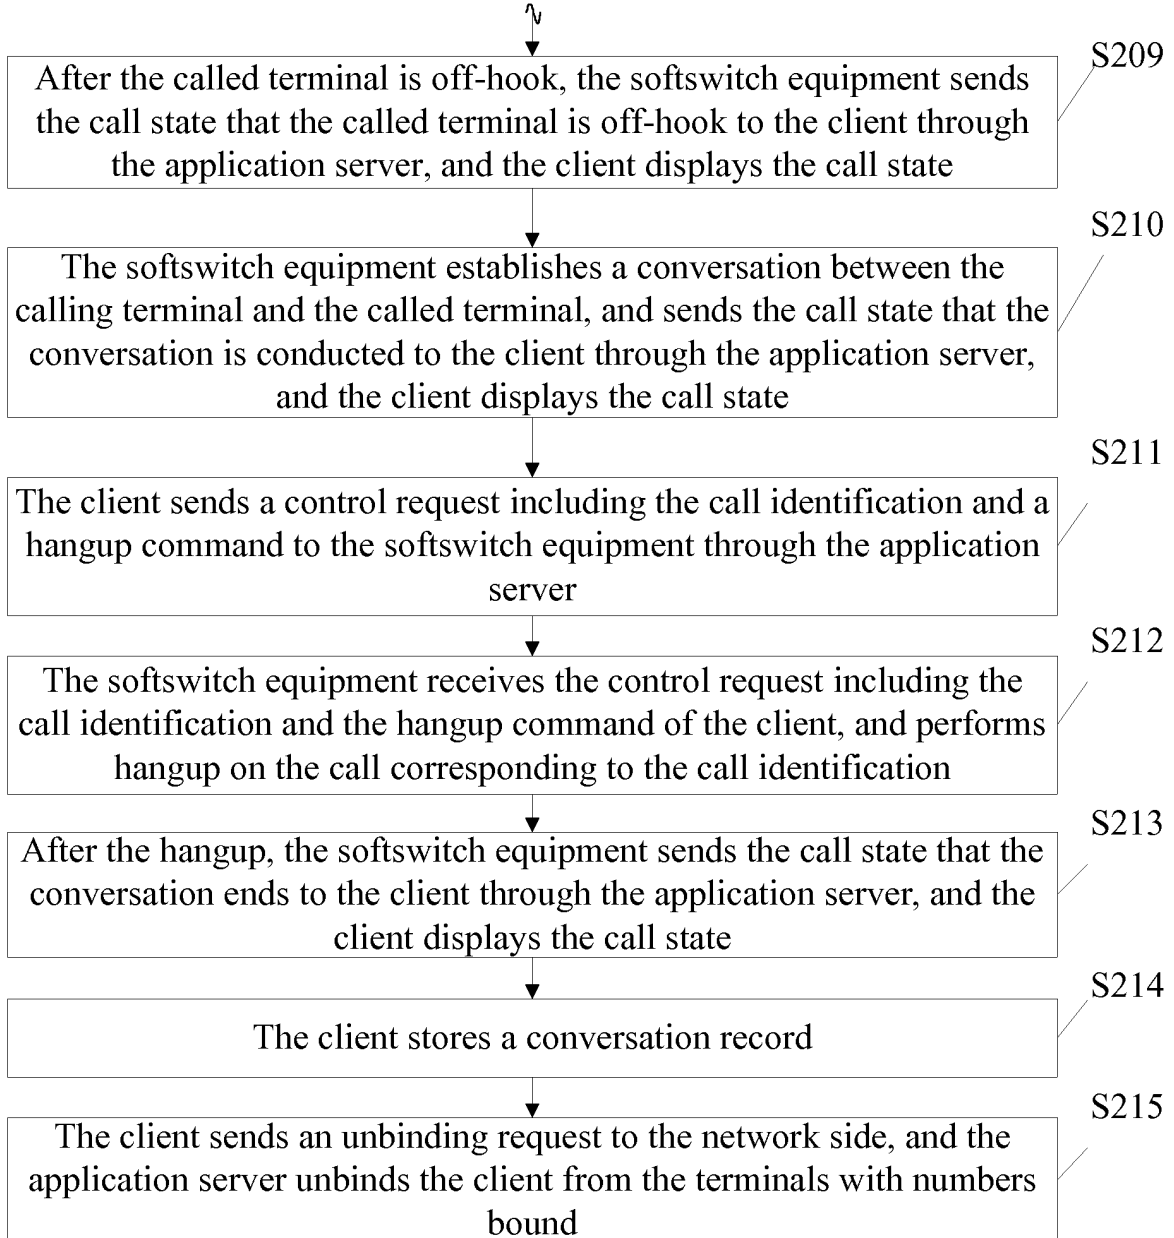 S209
After the called terminal is off-hook, the softswitch equipment sends
the call state that the called terminal is off-hook to the client through
the application server, and the client displays the call state
S210
The softswitch equipment establishes a conversation between the
calling terminal and the called terminal, and sends the call state that the
conversation is conducted to the client through the application server,
and the client displays the call state
S211
The client sends a control request including the call identification and a
hangup command to the softswitch equipment through the application
server
S212
The softswitch equipment receives the control request including the
call identification and the hangup command of the client, and performs
hangup on the call corresponding to the call identification
S213
After the hangup, the softswitch equipment sends the call state that the
conversation ends to the client through the application server, and the
client displays the call state
S214
The client stores a conversation record
S215
The client sends an unbinding request to the network side, and the
application server unbinds the client from the terminals with numbers
bound